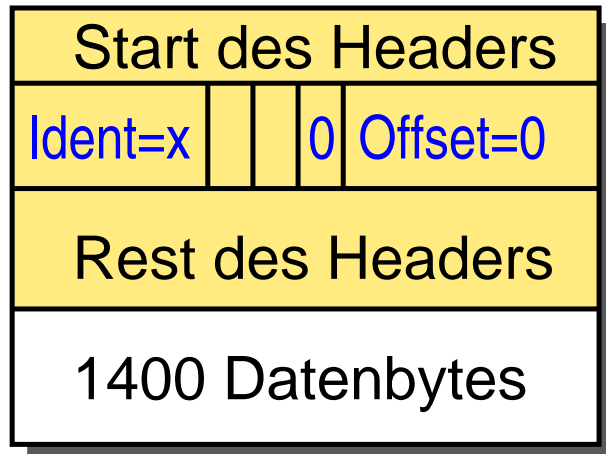 Start des Headers
Ident=x 0 Offset=0
Rest des Headers
1400 Datenbytes